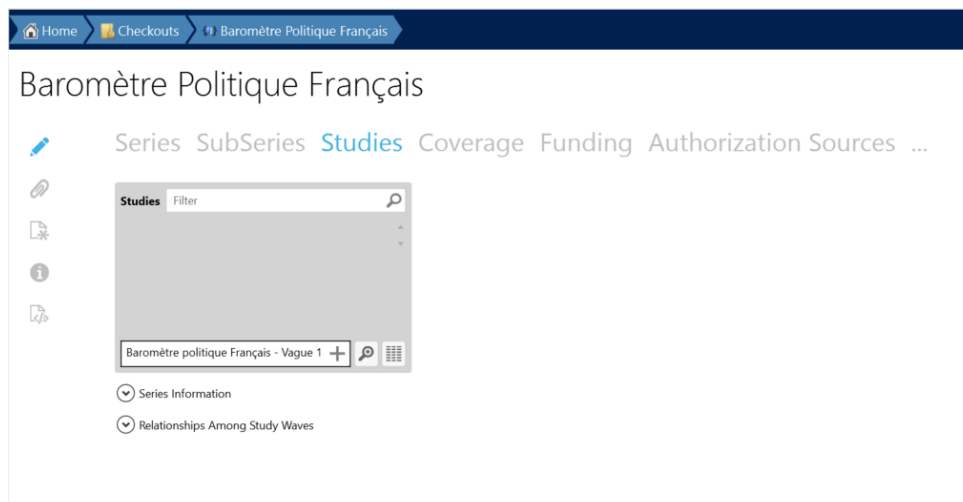 Home Checkouts Baromètre Politique Français
Baromètre Politique Français
Series SubSeries Studies Coverage Funding Authorization Sources ...
Studies Filter
Baromètre politique Français - Vague 1
Series Information
Relationships Among Study Waves